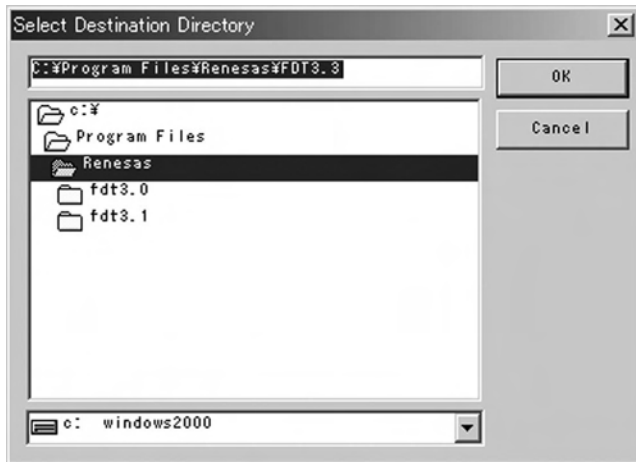 Select Destination Directory
C:¥Program Files¥Renesas¥FDT3.3
OK
c:¥
Cancel
Program Files
Renesas
fdt3.0
fdt3.1
c: windows2000